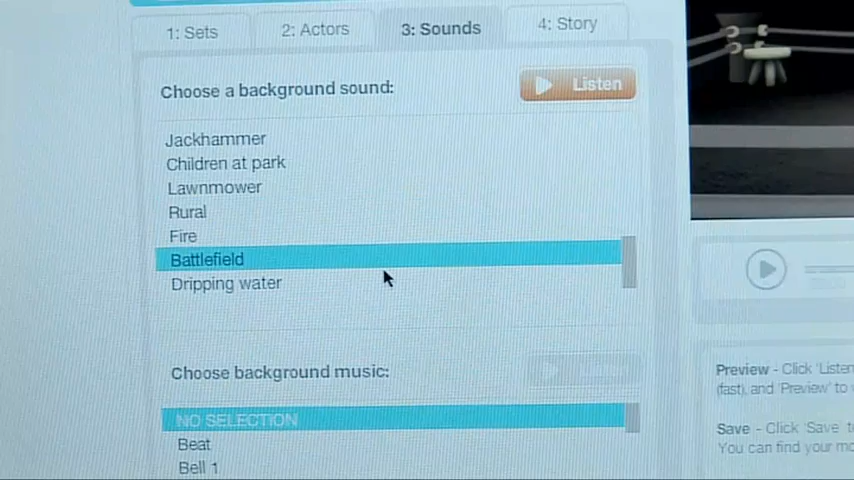 1: Sets
2: Actors
3: Sounds
4: Story
Choose a background sound:
Listen
Jackhammer
Children at park
Lawnmower
Rural
Fire
Battlefield
Dripping water
Choose background music:
NO SELECTION
Beat
Bell 1
Preview - Click 'Listen
(fast), and 'Preview' to
Save - Click 'Save'
You can find your